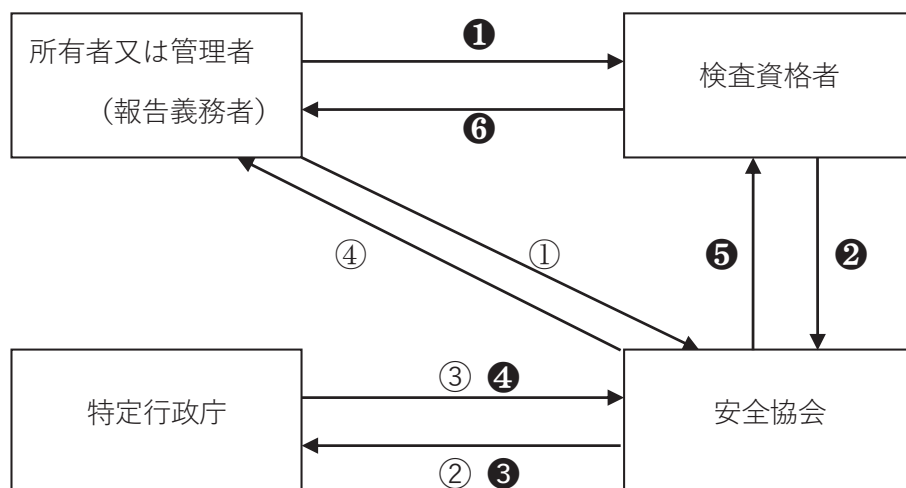 所有者又は管理者
（報告義務者）
❶
❻
検査資格者
④
①
❺
❷
特定行政庁
③ ❹
② ❸
安全協会